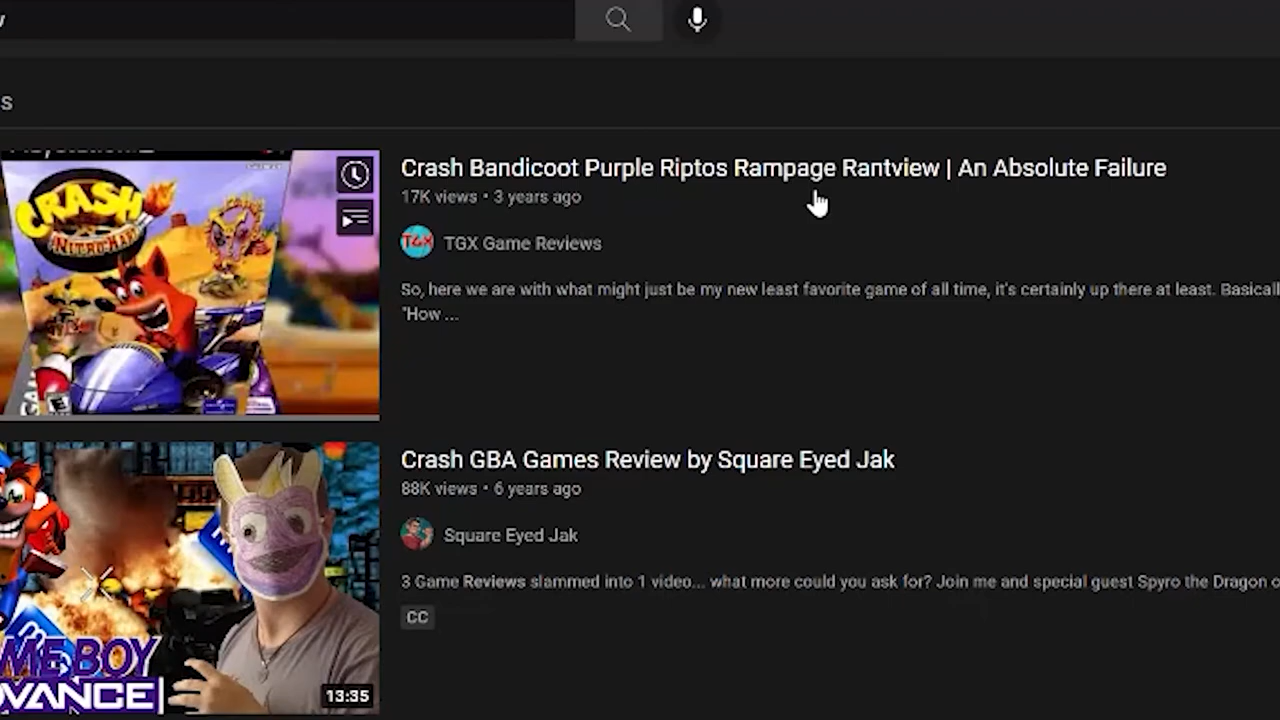 S
Crash Bandicoot Purple Riptos Rampage Rantview | An Absolute Failure
17K views • 3 years ago
TGX
TGX Game Reviews
So, here we are with what might just be my new least favorite game of all time, it's certainly up there at least. Basicall
"How ...
CRASH
NITRO KART
E
Crash GBA Games Review by Square Eyed Jak
88K views • 6 years ago
Square Eyed Jak
3 Game Reviews slammed into 1 video... what more could you ask for? Join me and special guest Spyro the Dragon o
CC
ME BOY
DVANCE
13:35